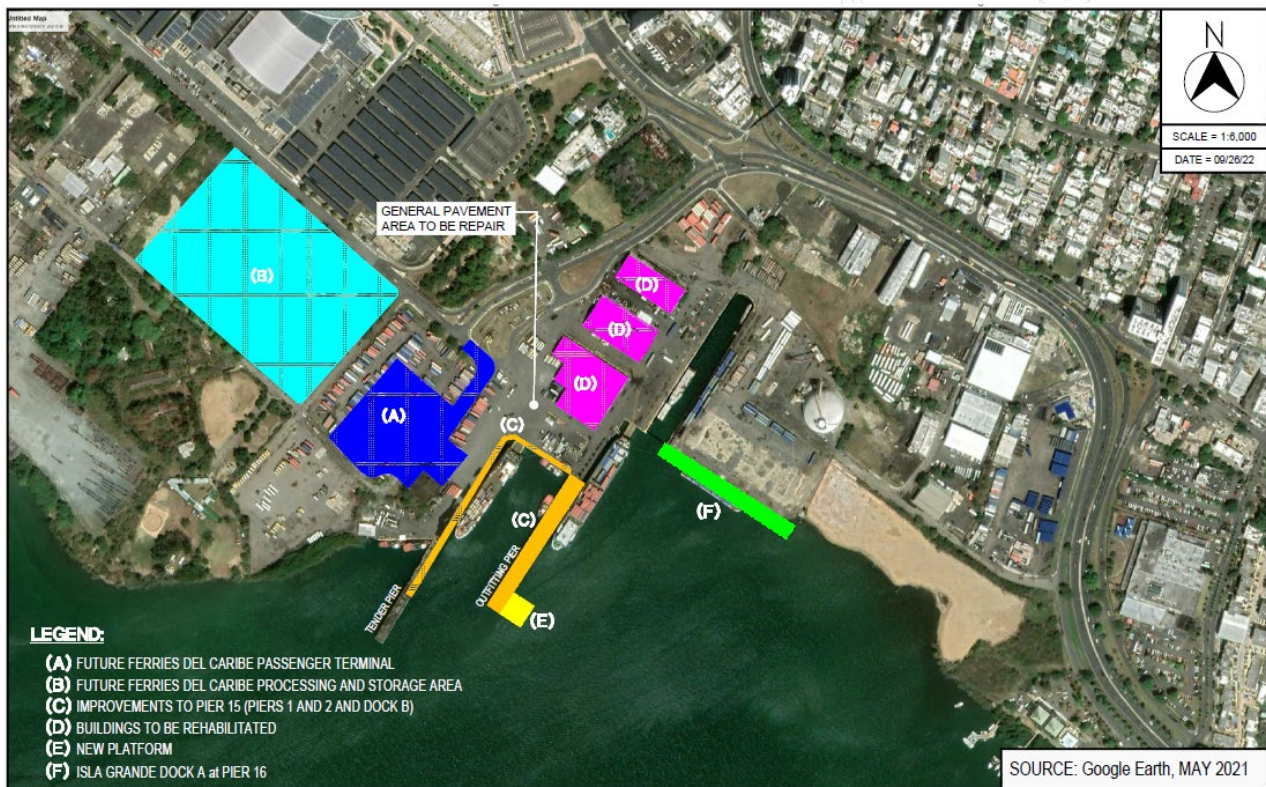 Untitled Map
N
SCALE = 1:6,000
DATE = 09/26/22
GENERAL PAVEMENT
AREA TO BE REPAIR
(B)
(D)
(D)
(D)
(A)
(C)
(C)
(F)
OUTFITTING PIER
TENDER PIER
(E)
LEGEND:
(A) FUTURE FERRIES DEL CARIBE PASSENGER TERMINAL
(B) FUTURE FERRIES DEL CARIBE PROCESSING AND STORAGE AREA
(C) IMPROVEMENTS TO PIER 15 (PIERS 1 AND 2 AND DOCK B)
(D) BUILDINGS TO BE REHABILITATED
(E) NEW PLATFORM
(F) ISLA GRANDE DOCK A at PIER 16
SOURCE: Google Earth, MAY 2021